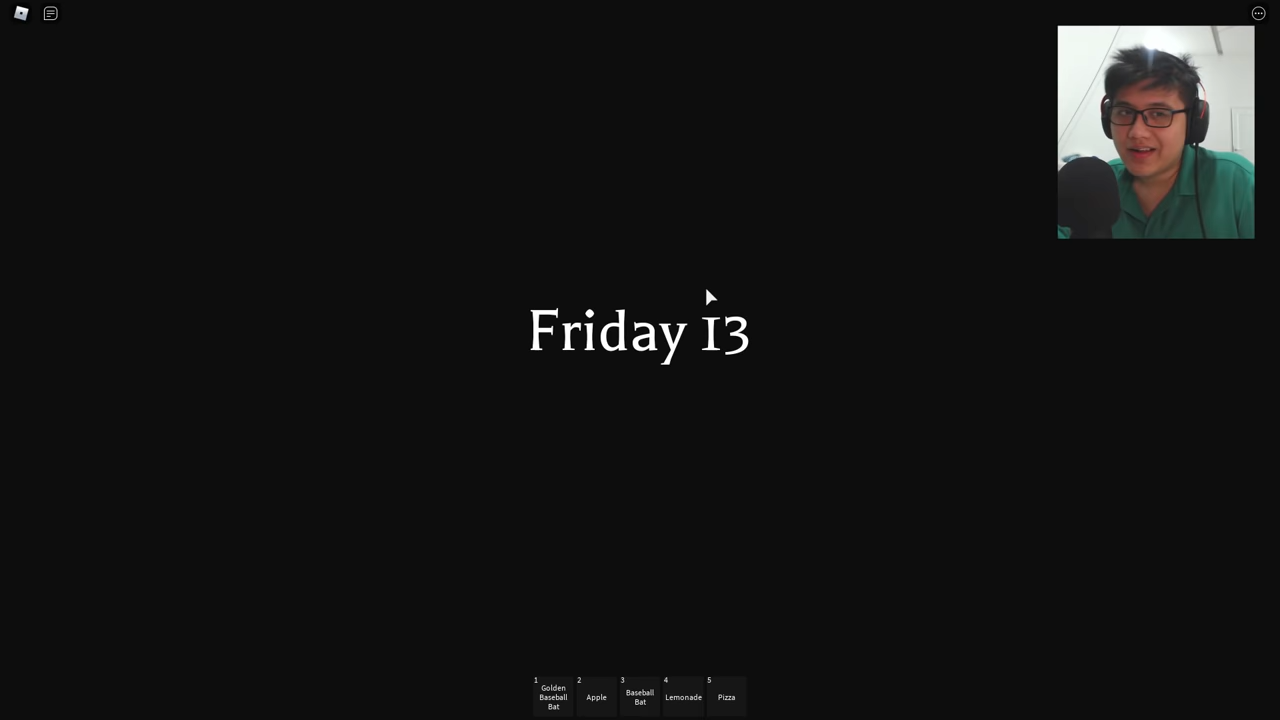 Friday 13
1
Golden
Baseball
Bat
2
Apple
3
Baseball
Bat
4
Lemonade
5
Pizza